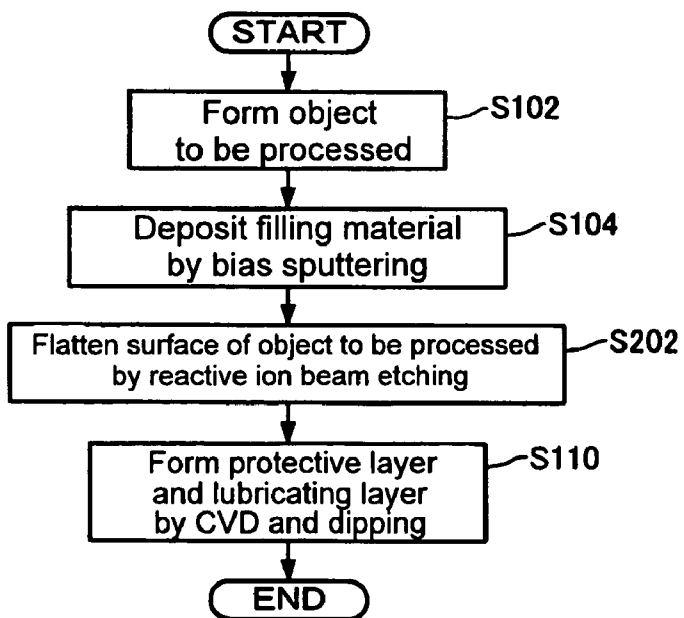 START
Form object
to be processed
S102
Deposit filling material
by bias sputtering
S104
Flatten surface of object to be processed
by reactive ion beam etching
S202
Form protective layer
and lubricating layer
by CVD and dipping
S110
END